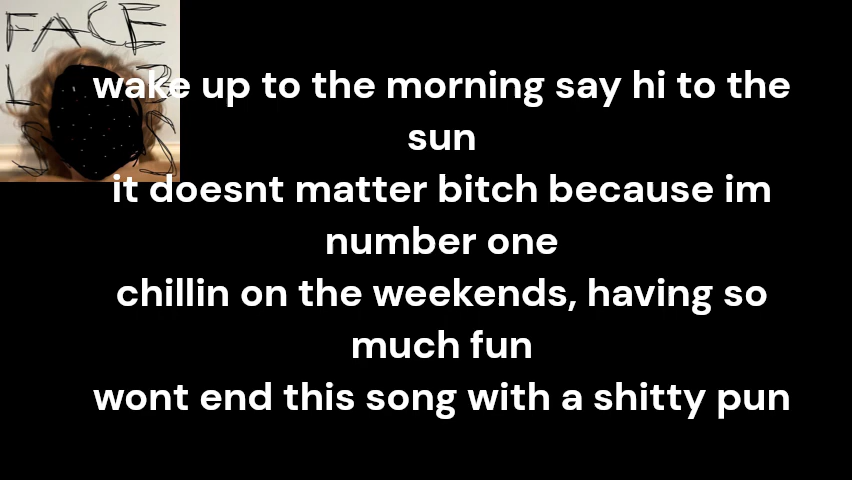 FACE
L
wake up to the morning say hi to the
sun
it doesnt matter bitch because im
number one
chillin on the weekends, having so
much fun
wont end this song with a shitty pun